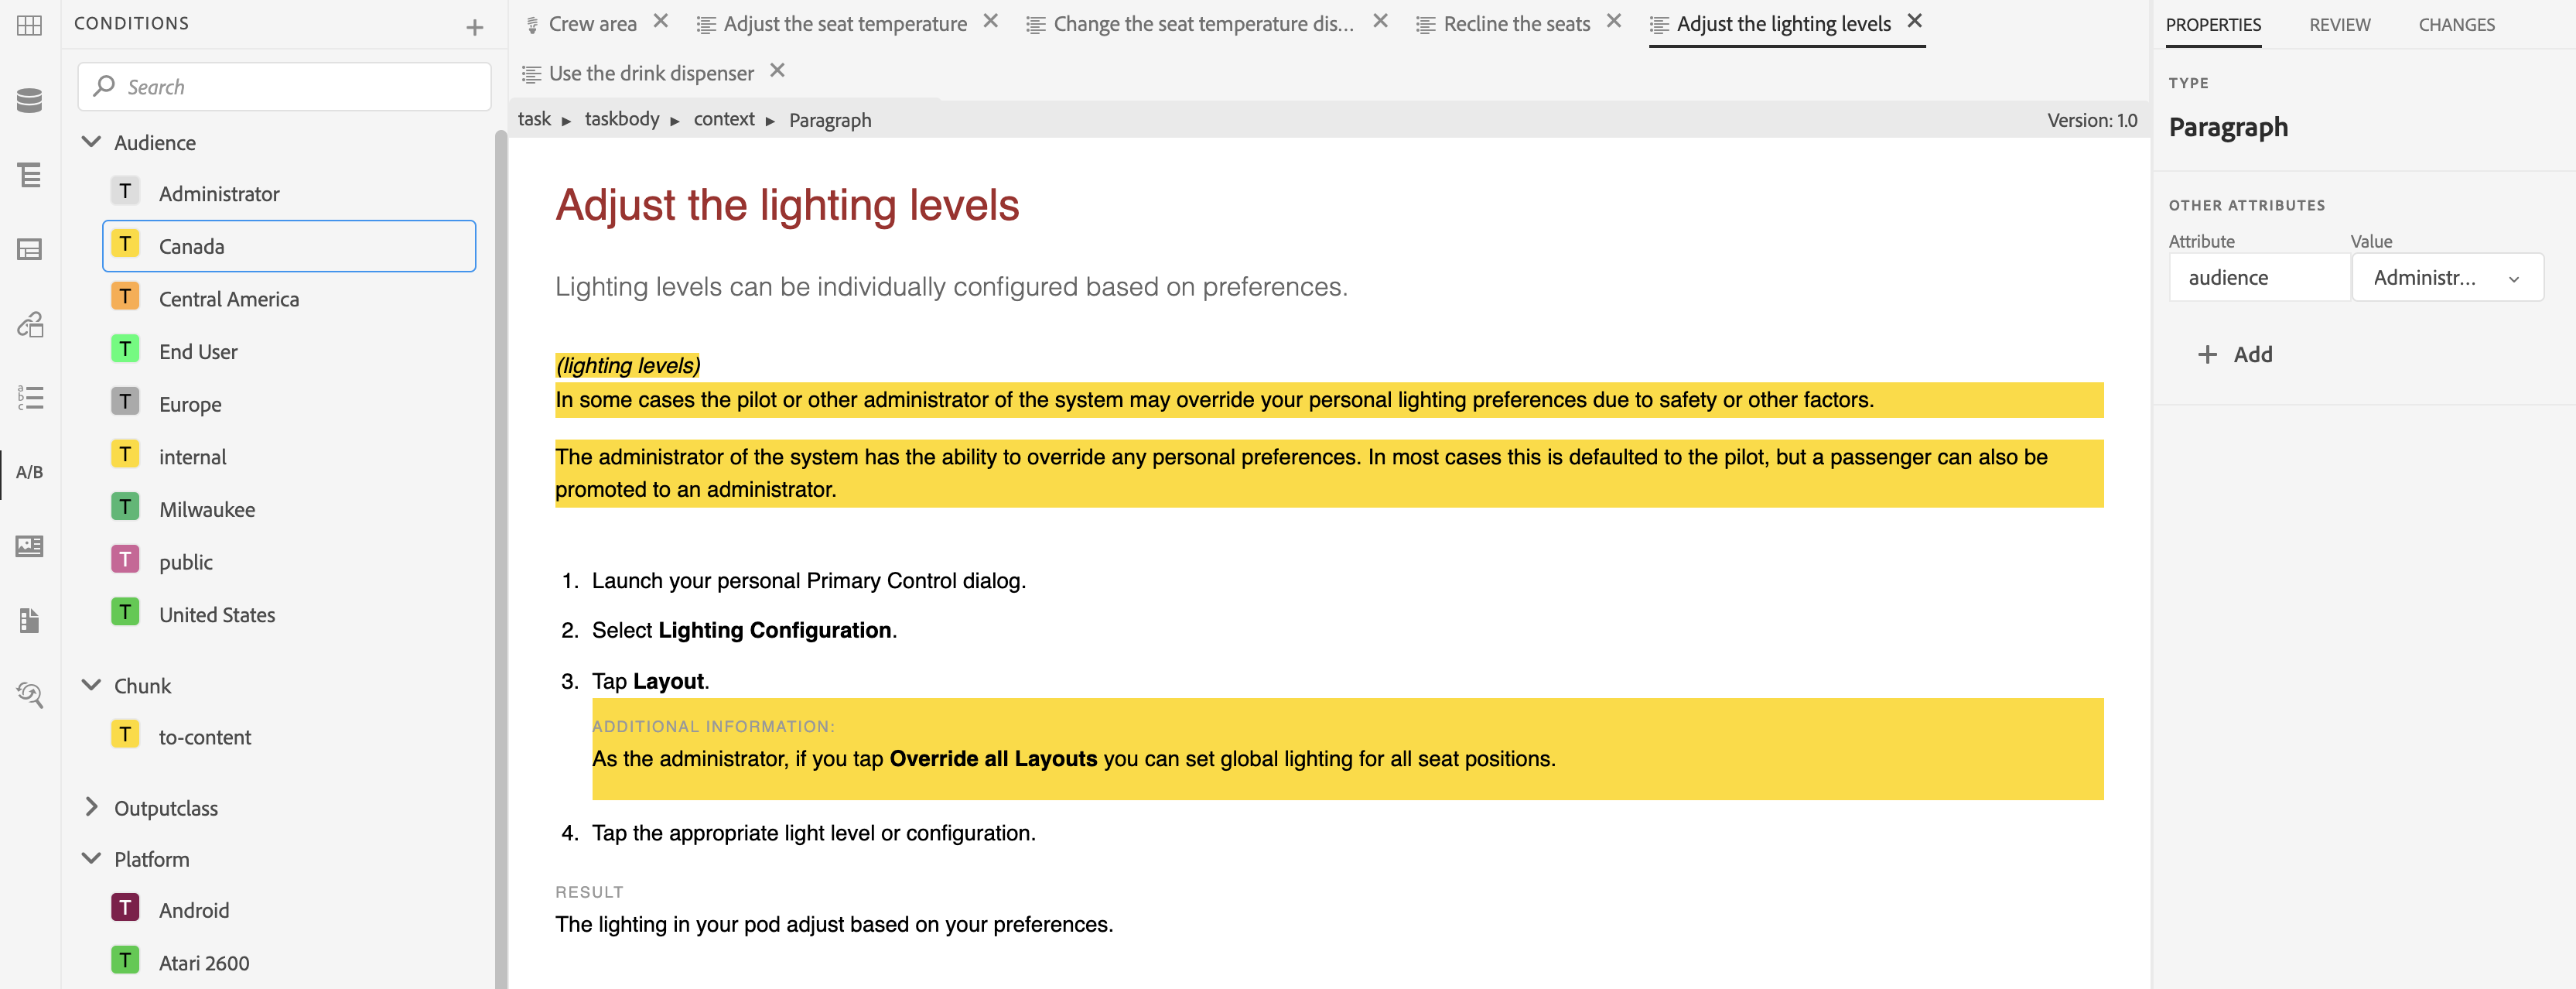 CONDITIONS
Search
Audience
T Administrator
T Canada
T Central America
T End User
T Europe
T internal
T Milwaukee
T public
T United States
Chunk
T to-content
Outputclass
Platform
T Android
T Atari 2600
a
b
c
A/B
Crew area
Adjust the seat temperature
Change the seat temperature dis...
Recline the seats
Adjust the lighting levels
Use the drink dispenser
task ▸ taskbody ▸ context ▸ Paragraph
Version: 1.0
Adjust the lighting levels
Lighting levels can be individually configured based on preferences.
(lighting levels)
In some cases the pilot or other administrator of the system may override your personal lighting preferences due to safety or other factors.
The administrator of the system has the ability to override any personal preferences. In most cases this is defaulted to the pilot, but a passenger can also be
promoted to an administrator.
1. Launch your personal Primary Control dialog.
2. Select Lighting Configuration.
3. Tap Layout.
ADDITIONAL INFORMATION:
As the administrator, if you tap Override all Layouts you can set global lighting for all seat positions.
4. Tap the appropriate light level or configuration.
RESULT
The lighting in your pod adjust based on your preferences.
PROPERTIES
REVIEW
CHANGES
TYPE
Paragraph
OTHER ATTRIBUTES
Attribute Value
audience Administr...
+ Add